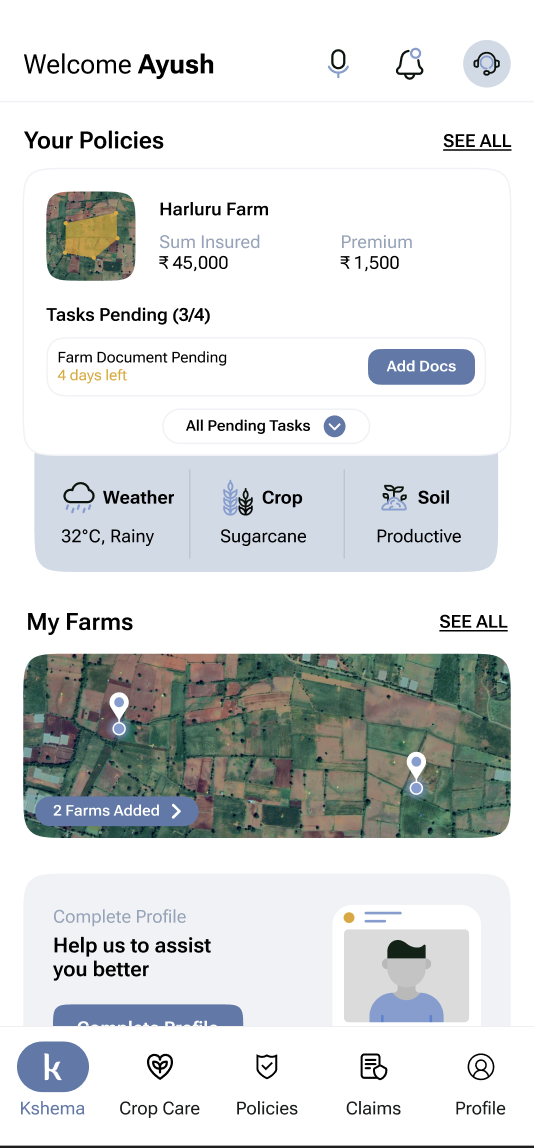 Welcome Ayush
Your Policies
SEE ALL
Harluru Farm
Sum Insured
Premium
₹ 45,000
₹ 1,500
Tasks Pending (3/4)
Farm Document Pending
4 days left
Add Docs
All Pending Tasks
Weather
Crop
Soil
32°C, Rainy
Sugarcane
Productive
My Farms
SEE ALL
2 Farms Added
Complete Profile
Help us to assist
you better
Complete Profile
k
Kshema
Crop Care
Policies
Claims
Profile